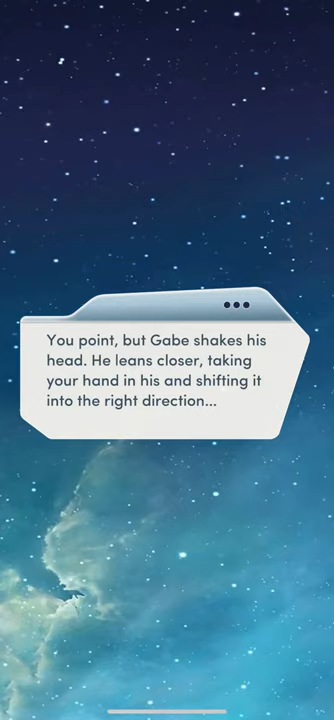 You point, but Gabe shakes his
head. He leans closer, taking
your hand in his and shifting it
into the right direction...